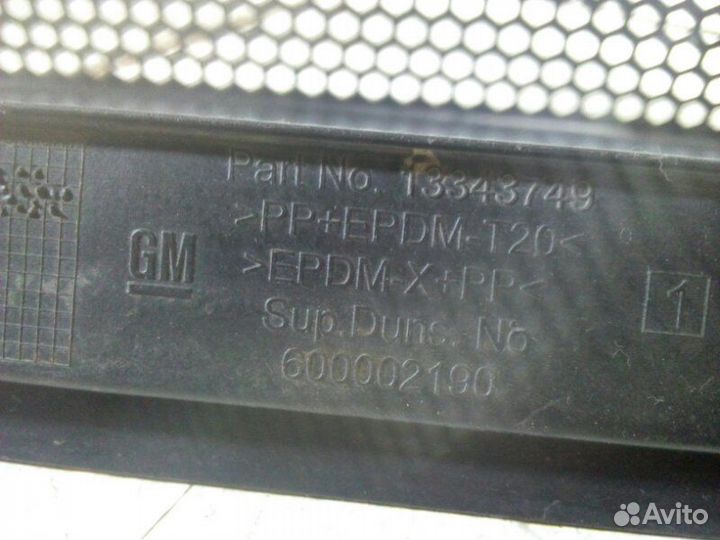 Part No. 13343749
>PP+EPDM-T20<
GM
>EPDM-X+PP<
1
Sup.Duns. No
600002190
Avito